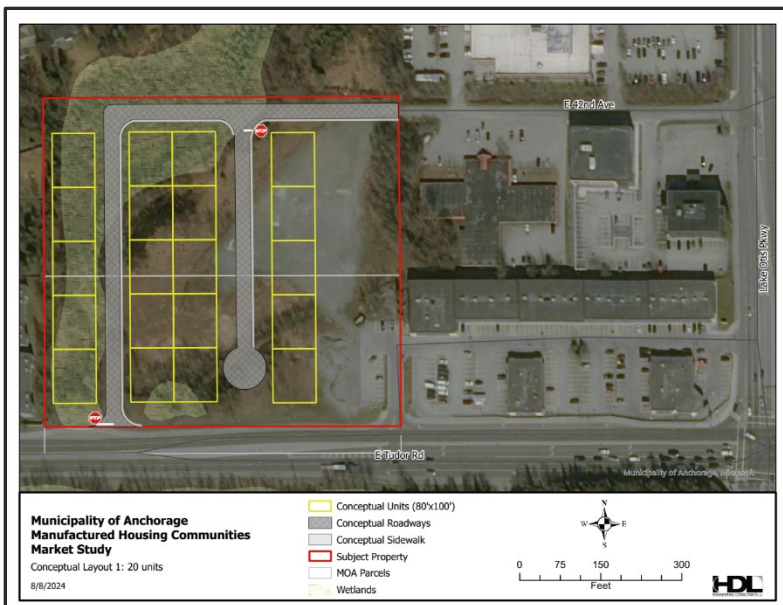 E 42nd Ave
STOP
Lake Otis Pkwy
STOP
E Tudor Rd
Municipality of Anchorage, Microsoft
Municipality of Anchorage
Manufactured Housing Communities
Market Study
Conceptual Layout 1: 20 units
8/8/2024
Conceptual Units (80'x100')
Conceptual Roadways
Conceptual Sidewalk
Subject Property
MOA Parcels
Wetlands
N
W E
S
0 75 150 300
Feet
HDL
ENGINEERING CONSULTANTS